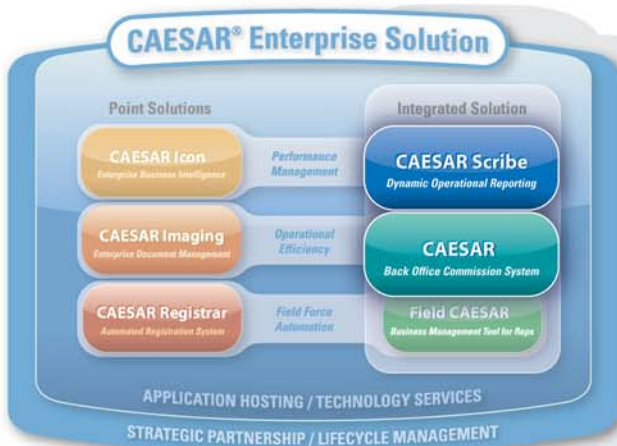 CAESAR® Enterprise Solution
Point Solutions
Integrated Solution
CAESAR Icon
Enterprise Business Intelligence
Performance
Management
CAESAR Scribe
Dynamic Operational Reporting
CAESAR Imaging
Enterprise Document Management
Operational
Efficiency
CAESAR
Back Office Commission System
CAESAR Registrar
Automated Registration System
Field Force
Automation
Field CAESAR
Business Management Tool for Reps
APPLICATION HOSTING / TECHNOLOGY SERVICES
STRATEGIC PARTNERSHIP / LIFECYCLE MANAGEMENT